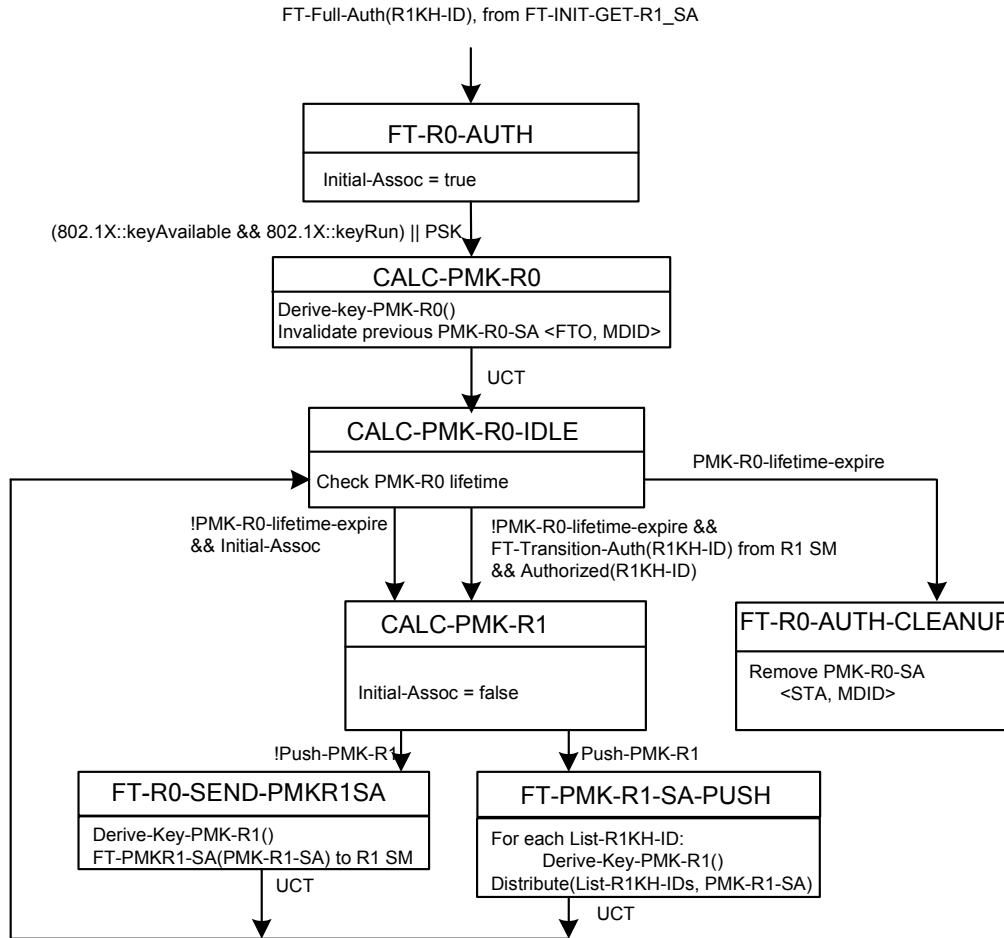 FT-Full-Auth(R1KH-ID), from FT-INIT-GET-R1_SA
FT-R0-AUTH
Initial-Assoc = true
(802.1X::keyAvailable && 802.1X::keyRun) || PSK
CALC-PMK-R0
Derive-key-PMK-R0()
Invalidate previous PMK-R0-SA <FTO, MDID>
UCT
CALC-PMK-R0-IDLE
Check PMK-R0 lifetime
PMK-R0-lifetime-expire
!PMK-R0-lifetime-expire
&& Initial-Assoc
!PMK-R0-lifetime-expire &&
FT-Transition-Auth(R1KH-ID) from R1 SM
&& Authorized(R1KH-ID)
CALC-PMK-R1
Initial-Assoc = false
FT-R0-AUTH-CLEANUP
Remove PMK-R0-SA
<STA, MDID>
!Push-PMK-R1
Push-PMK-R1
FT-R0-SEND-PMKR1SA
Derive-Key-PMK-R1()
FT-PMKR1-SA(PMK-R1-SA) to R1 SM
UCT
FT-PMK-R1-SA-PUSH
For each List-R1KH-ID:
Derive-Key-PMK-R1()
Distribute(List-R1KH-IDs, PMK-R1-SA)
UCT